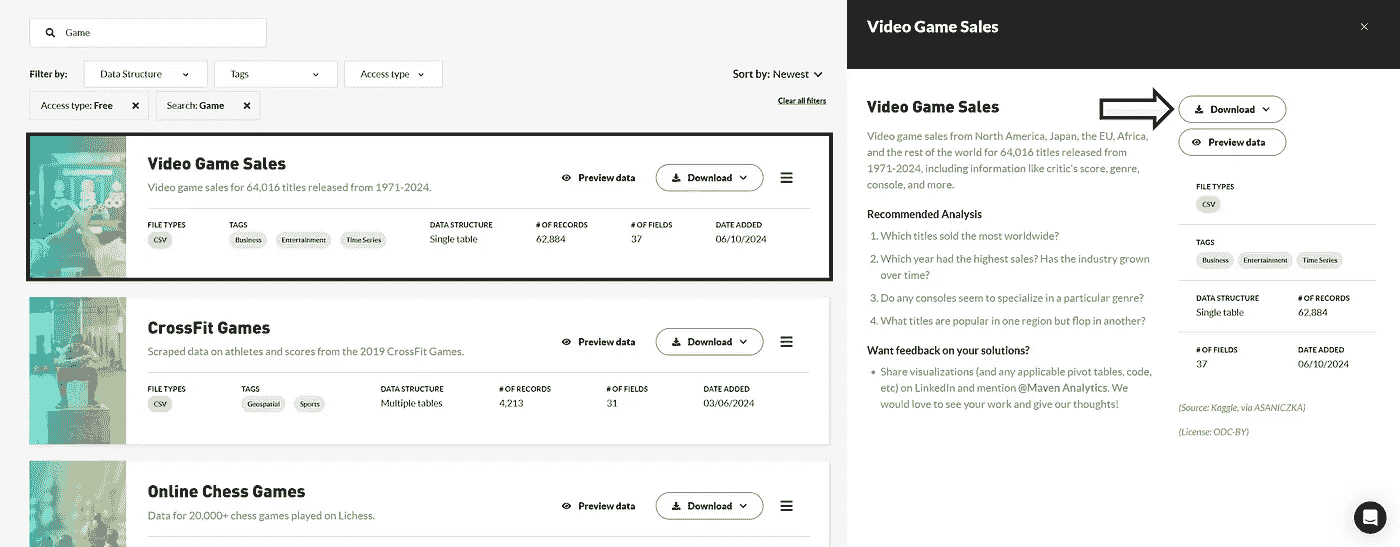 Game
Filter by:
Data Structure
Tags
Access type
Sort by: Newest
Access type: Free ×
Search: Game ×
Clear all filters
Video Game Sales
Video game sales for 64,016 titles released from 1971-2024.
Preview data
Download
FILE TYPES
CSV
TAGS
Business
Entertainment
Time Series
DATA STRUCTURE
Single table
# OF RECORDS
62,884
# OF FIELDS
37
DATE ADDED
06/10/2024
CrossFit Games
Scraped data on athletes and scores from the 2019 CrossFit Games.
Preview data
Download
FILE TYPES
CSV
TAGS
Geospatial
Sports
DATA STRUCTURE
Multiple tables
# OF RECORDS
4,213
# OF FIELDS
31
DATE ADDED
03/06/2024
Online Chess Games
Data for 20,000+ chess games played on Lichess.
Preview data
Download
Video Game Sales
×
Video Game Sales
Video game sales from North America, Japan, the EU, Africa,
and the rest of the world for 64,016 titles released from
1971-2024, including information like critic's score, genre,
console, and more.
Recommended Analysis
1. Which titles sold the most worldwide?
2. Which year had the highest sales? Has the industry grown
over time?
3. Do any consoles seem to specialize in a particular genre?
4. What titles are popular in one region but flop in another?
Want feedback on your solutions?
• Share visualizations (and any applicable pivot tables, code,
etc) on LinkedIn and mention @Maven Analytics. We
would love to see your work and give our thoughts!
Download
Preview data
FILE TYPES
CSV
TAGS
Business
Entertainment
Time Series
DATA STRUCTURE
Single table
# OF RECORDS
62,884
# OF FIELDS
37
DATE ADDED
06/10/2024
(Source: Kaggle, via ASANICZKA)
(License: ODC-BY)